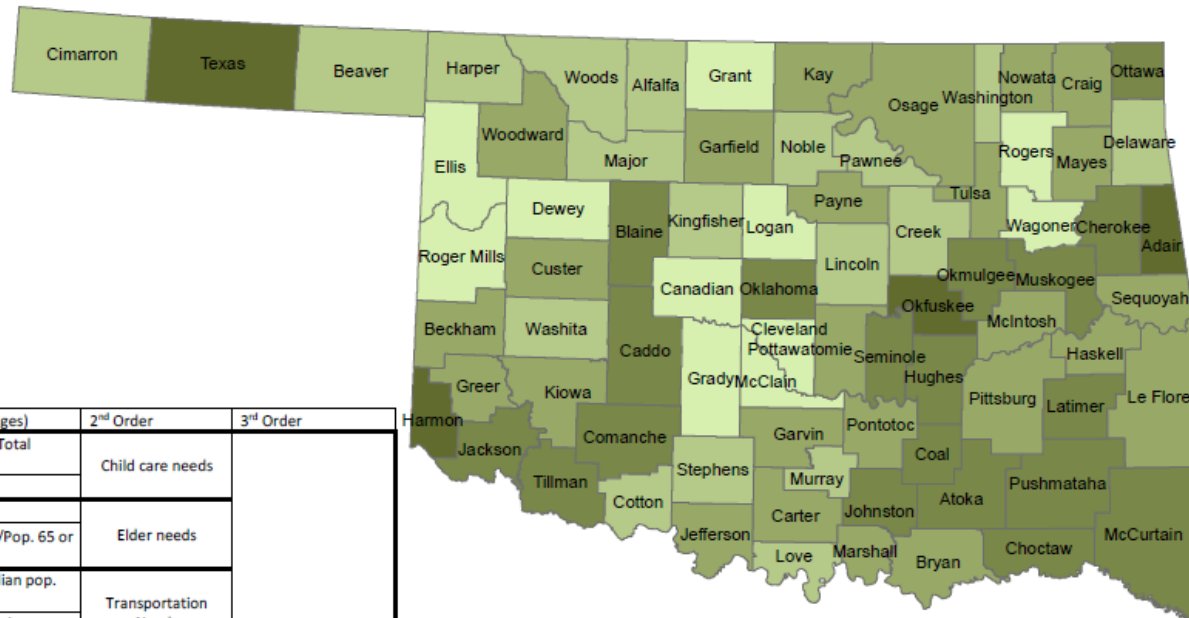 Cimarron
Texas
Beaver
Harper
Woods
Alfalfa
Grant
Kay
Osage
Washington
Nowata
Craig
Ottawa
Ellis
Woodward
Major
Garfield
Noble
Pawnee
Rogers
Mayes
Delaware
Tulsa
Dewey
Blaine
Kingfisher
Logan
Payne
Creek
Wagoner
Cherokee
Adair
Roger Mills
Custer
Canadian
Oklahoma
Lincoln
Okmulgee
Muskogee
Okfuskee
Sequoyah
McIntosh
Beckham
Washita
Caddo
Grady
Cleveland
Pottawatomie
McClain
Seminole
Hughes
Haskell
Pittsburg
Latimer
Le Flore
Greer
Kiowa
Harmon
Jackson
Comanche
Garvin
Pontotoc
Coal
Tillman
Stephens
Murray
Pushmataha
Cotton
Carter
Johnston
Atoka
McCurtain
Jefferson
Love
Marshall
Bryan
Choctaw
ges) 2nd Order 3rd Order
Total
Child care needs
/Pop. 65 or
Elder needs
lian pop.
Transportation